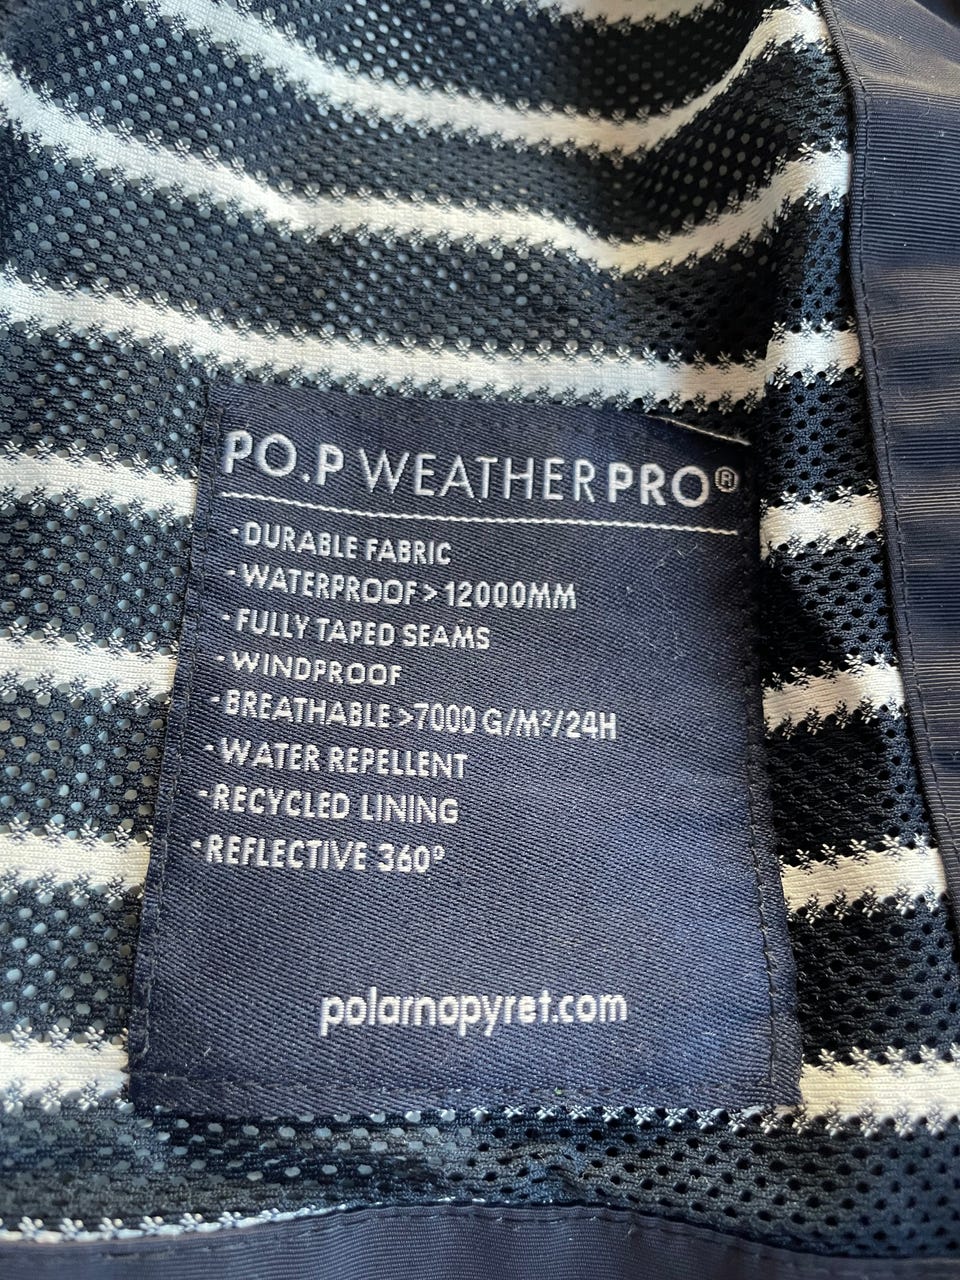 PO.P WEATHERPRO®
-DURABLE FABRIC
-WATERPROOF>12000MM
-FULLY TAPED SEAMS
-WINDPROOF
-BREATHABLE>7000 G/M²/24H
-WATER REPELLENT
-RECYCLED LINING
-REFLECTIVE 360°
polarnopyret.com